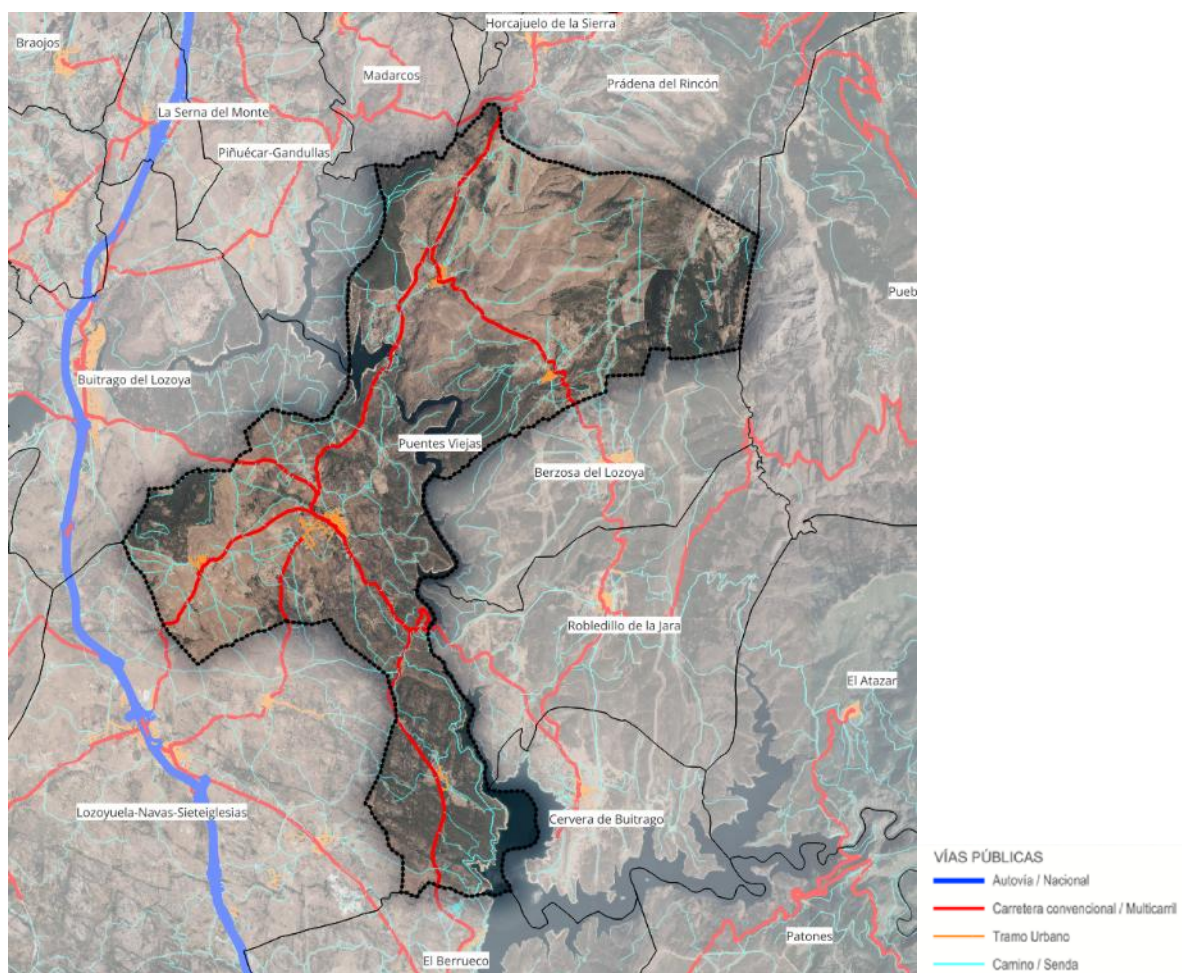 Horcajuelo de la Sierra
Braojos
Madarcos
Prádena del Rincón
La Serna del Monte
Piñuécar-Gandullas
Pueb
Buitrago del Lozoya
Puentes Viejas
Berzosa del Lozoya
Robledillo de la Jara
El Atazar
Lozoyuela-Navas-Sieteiglesias
Cervera de Buitrago
Patones
El Berrueco
VÍAS PÚBLICAS
Autovía / Nacional
Carretera convencional / Multicarril
Tramo Urbano
Camino / Senda